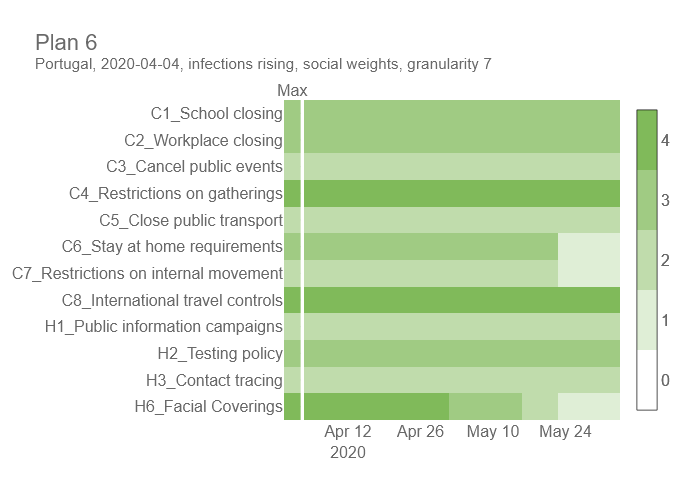 Plan 6
Portugal, 2020-04-04, infections rising, social weights, granularity 7
Max
C1_School closing
C2_Workplace closing
C3_Cancel public events
C4_Restrictions on gatherings
C5_Close public transport
C6_Stay at home requirements
C7_Restrictions on internal movement
C8_International travel controls
H1_Public information campaigns
H2_Testing policy
H3_Contact tracing
H6_Facial Coverings
Apr 12 Apr 26 May 10 May 24
2020
4
3
2
1
0